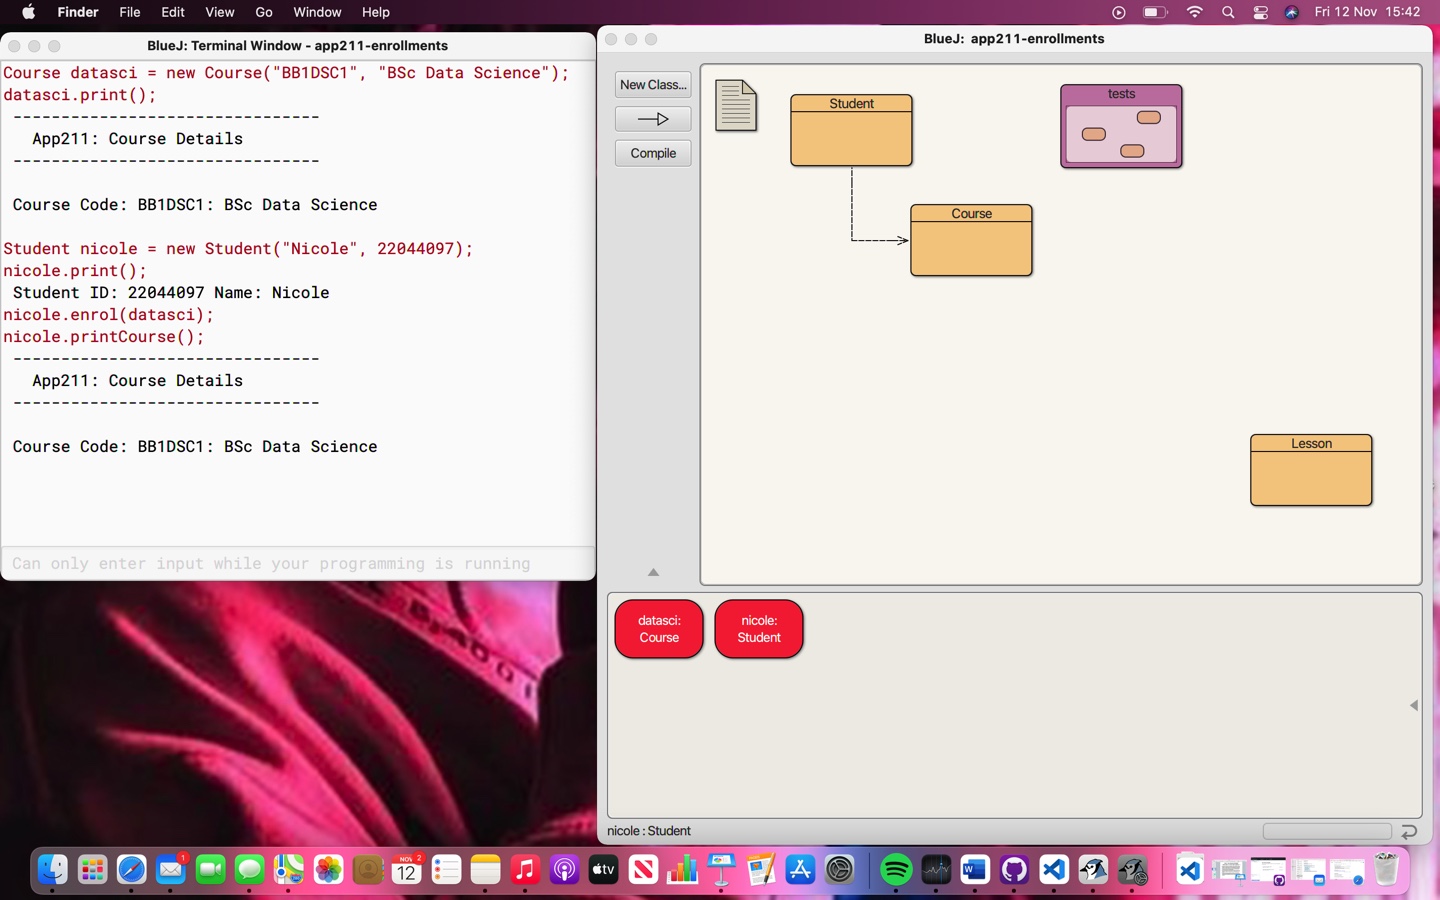 Finder File Edit View Go Window Help
Fri 12 Nov 15:42
BlueJ: Terminal Window - app211-enrollments
Course datasci = new Course("BB1DSC1", "BSc Data Science");
datasci.print();
--------------------------------
App211: Course Details
--------------------------------
Course Code: BB1DSC1: BSc Data Science
Student nicole = new Student("Nicole", 22044097);
nicole.print();
Student ID: 22044097 Name: Nicole
nicole.enrol(datasci);
nicole.printCourse();
--------------------------------
App211: Course Details
--------------------------------
Course Code: BB1DSC1: BSc Data Science
Can only enter input while your programming is running
BlueJ: app211-enrollments
New Class...
Compile
Student
tests
Course
Lesson
datasci:
Course
nicole:
Student
nicole : Student
1
NOV 2
12
tv